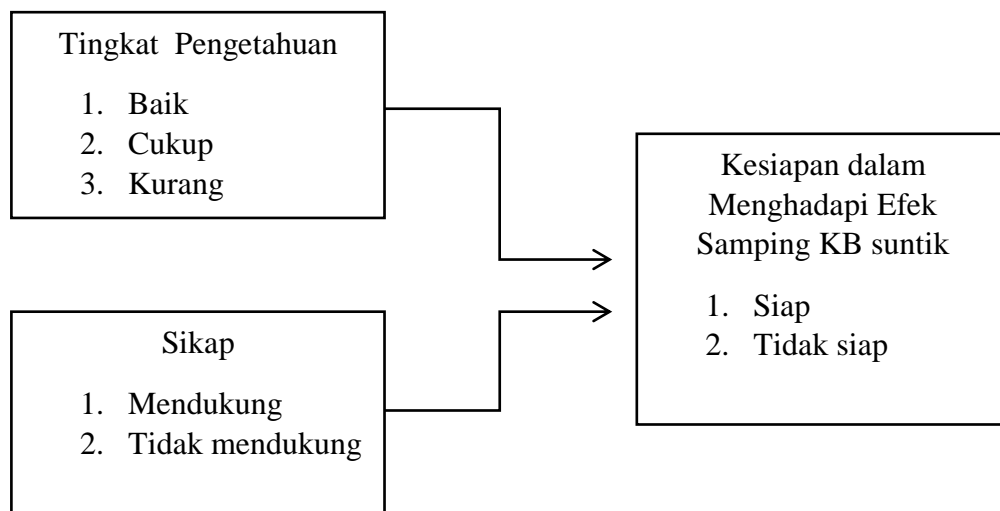 Tingkat Pengetahuan
1. Baik
2. Cukup
3. Kurang
Sikap
1. Mendukung
2. Tidak mendukung
Kesiapan dalam
Menghadapi Efek
Samping KB suntik
1. Siap
2. Tidak siap